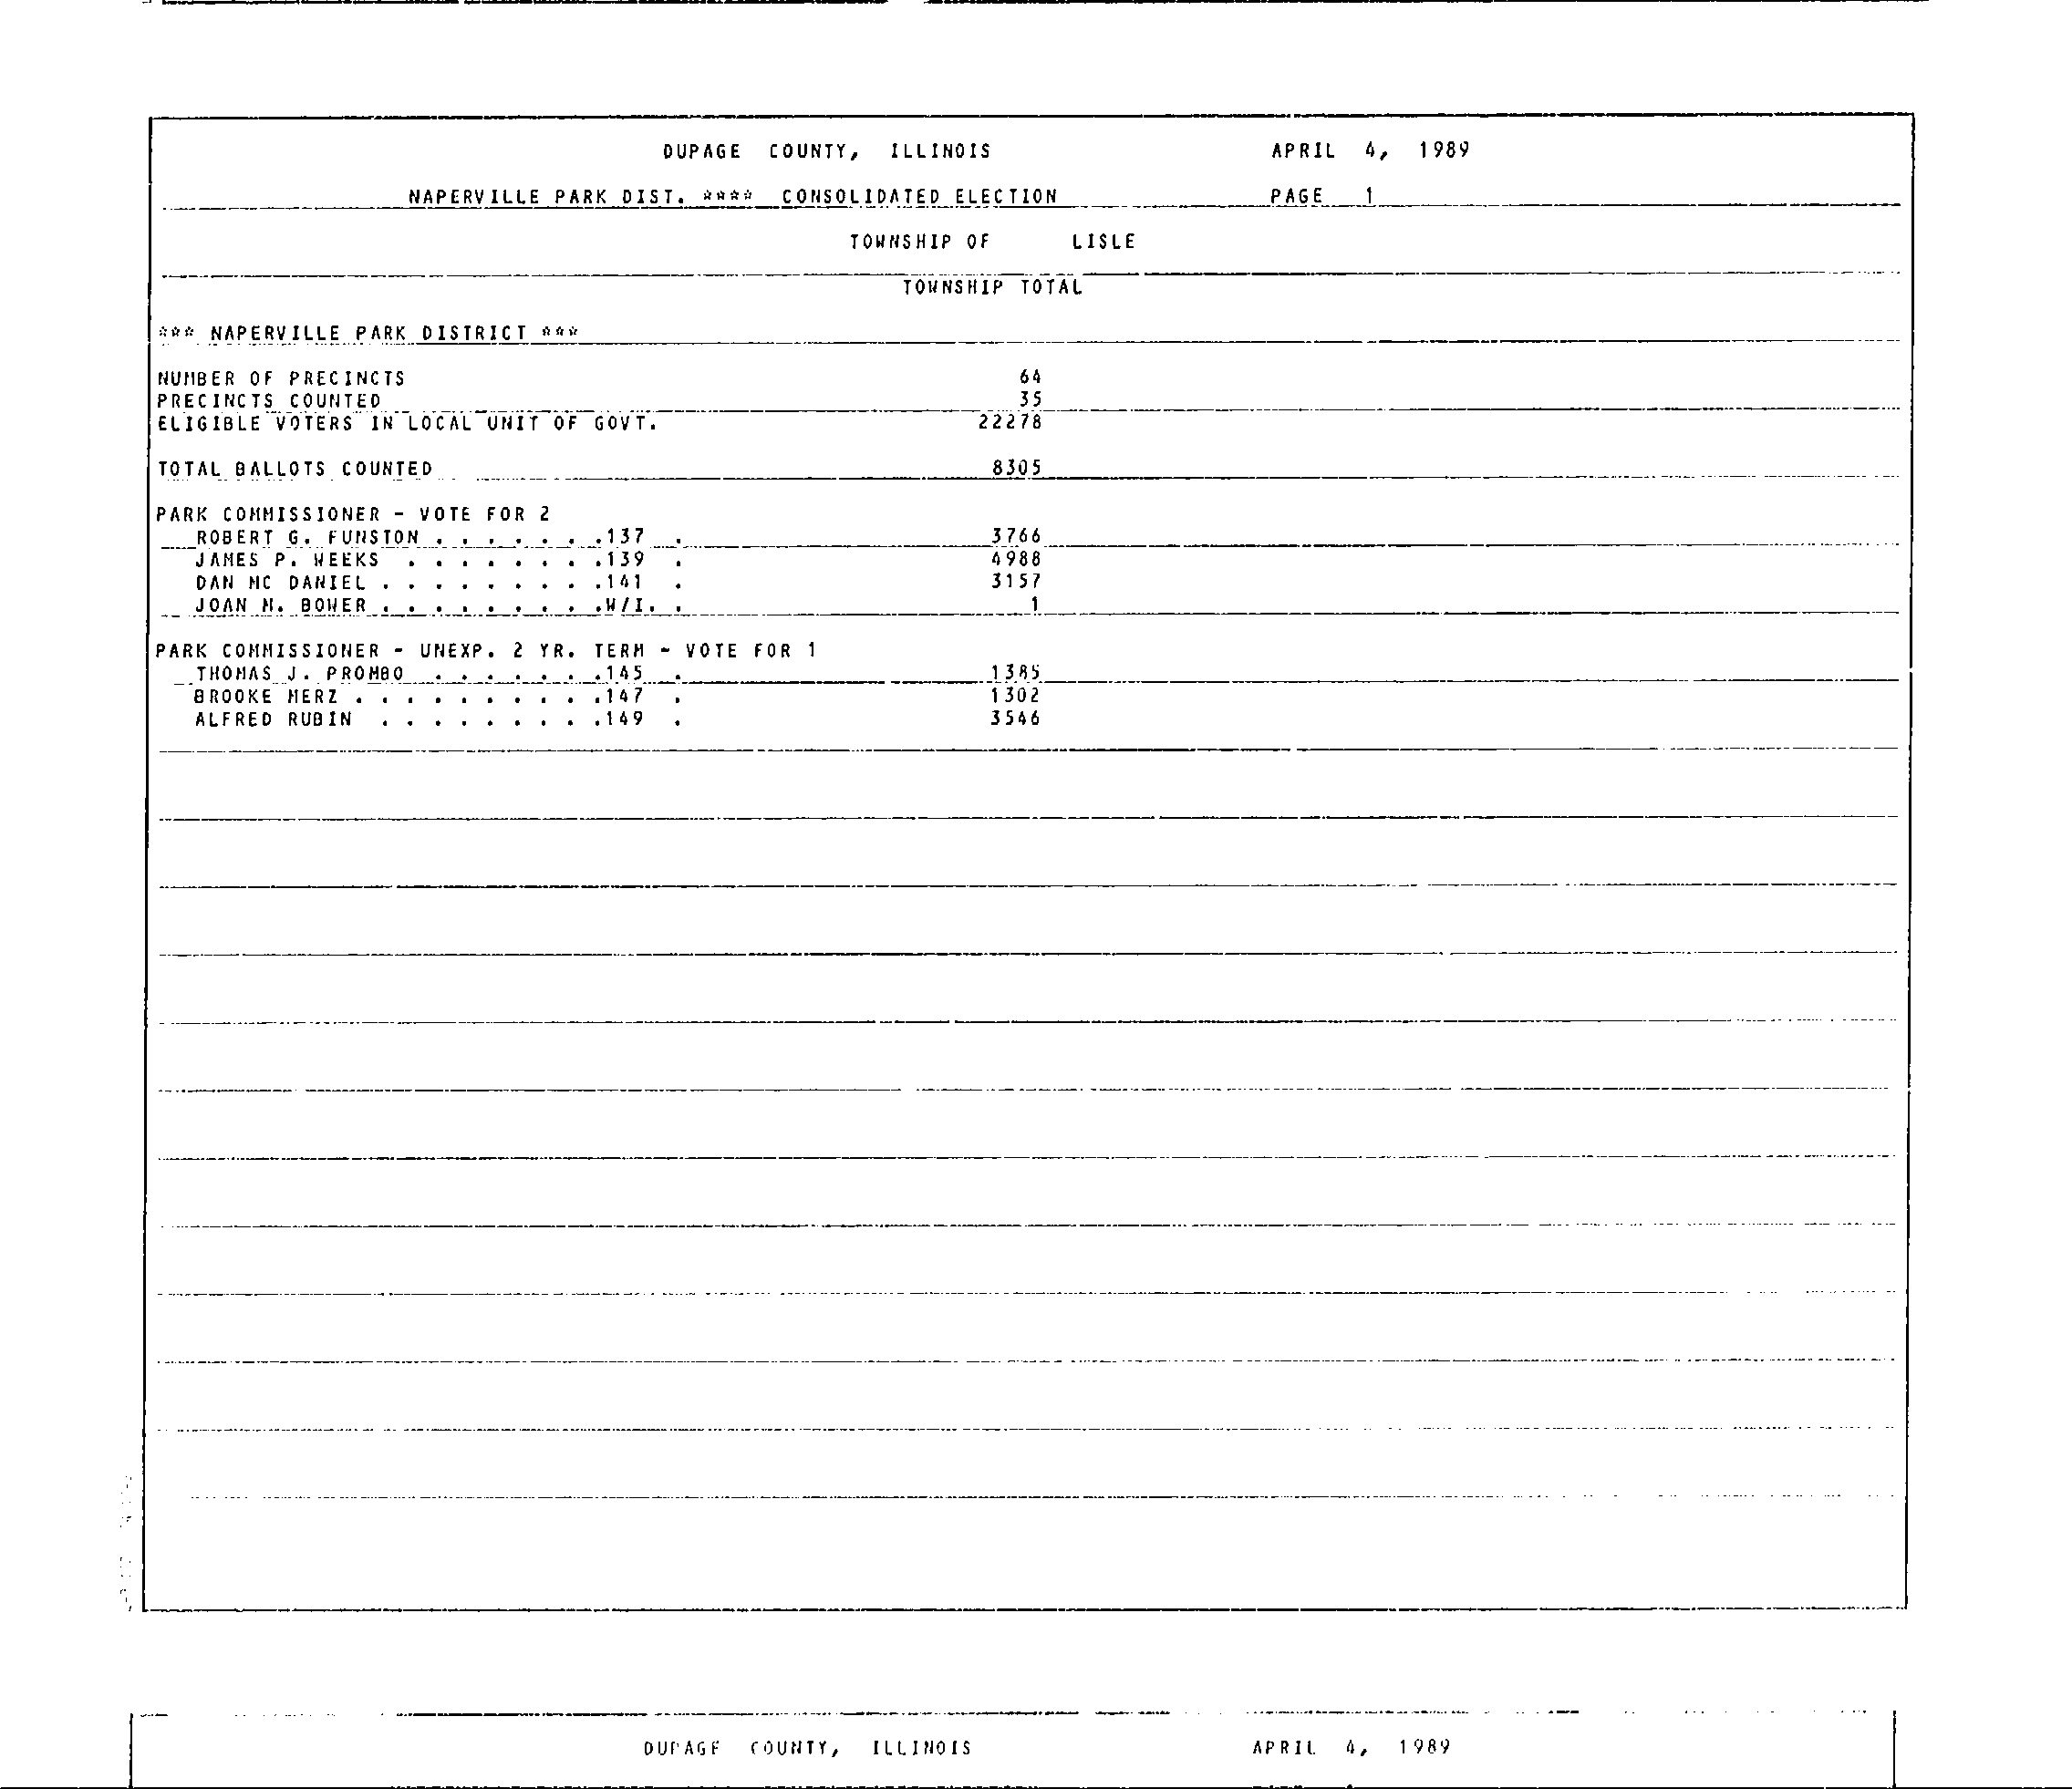 DUPAGE COUNTY, ILLINOIS APRIL 4, 1989
NAPERVILLE PARK DIST. **** CONSOLIDATED ELECTION PAGE 1
TOWNSHIP OF LISLE
TOWNSHIP TOTAL
*** NAPERVILLE PARK DISTRICT ***
NUMBER OF PRECINCTS 64
PRECINCTS COUNTED 35
ELIGIBLE VOTERS IN LOCAL UNIT OF GOVT. 22278
TOTAL BALLOTS COUNTED 8305
PARK COMMISSIONER - VOTE FOR 2
ROBERT G. FUNSTON . . . . . . .137 . 3766
JAMES P. WEEKS . . . . . . . .139 . 4988
DAN MC DANIEL . . . . . . . . .141 . 3157
JOAN M. BOWER . . . . . . . . .W/I. . 1
PARK COMMISSIONER - UNEXP. 2 YR. TERM - VOTE FOR 1
THOMAS J. PROMBO . . . . . . .145 . 1385
BROOKE MERZ . . . . . . . . . .147 . 1302
ALFRED RUBIN . . . . . . . . .149 . 3546
DUPAGE COUNTY, ILLINOIS APRIL 4, 1989